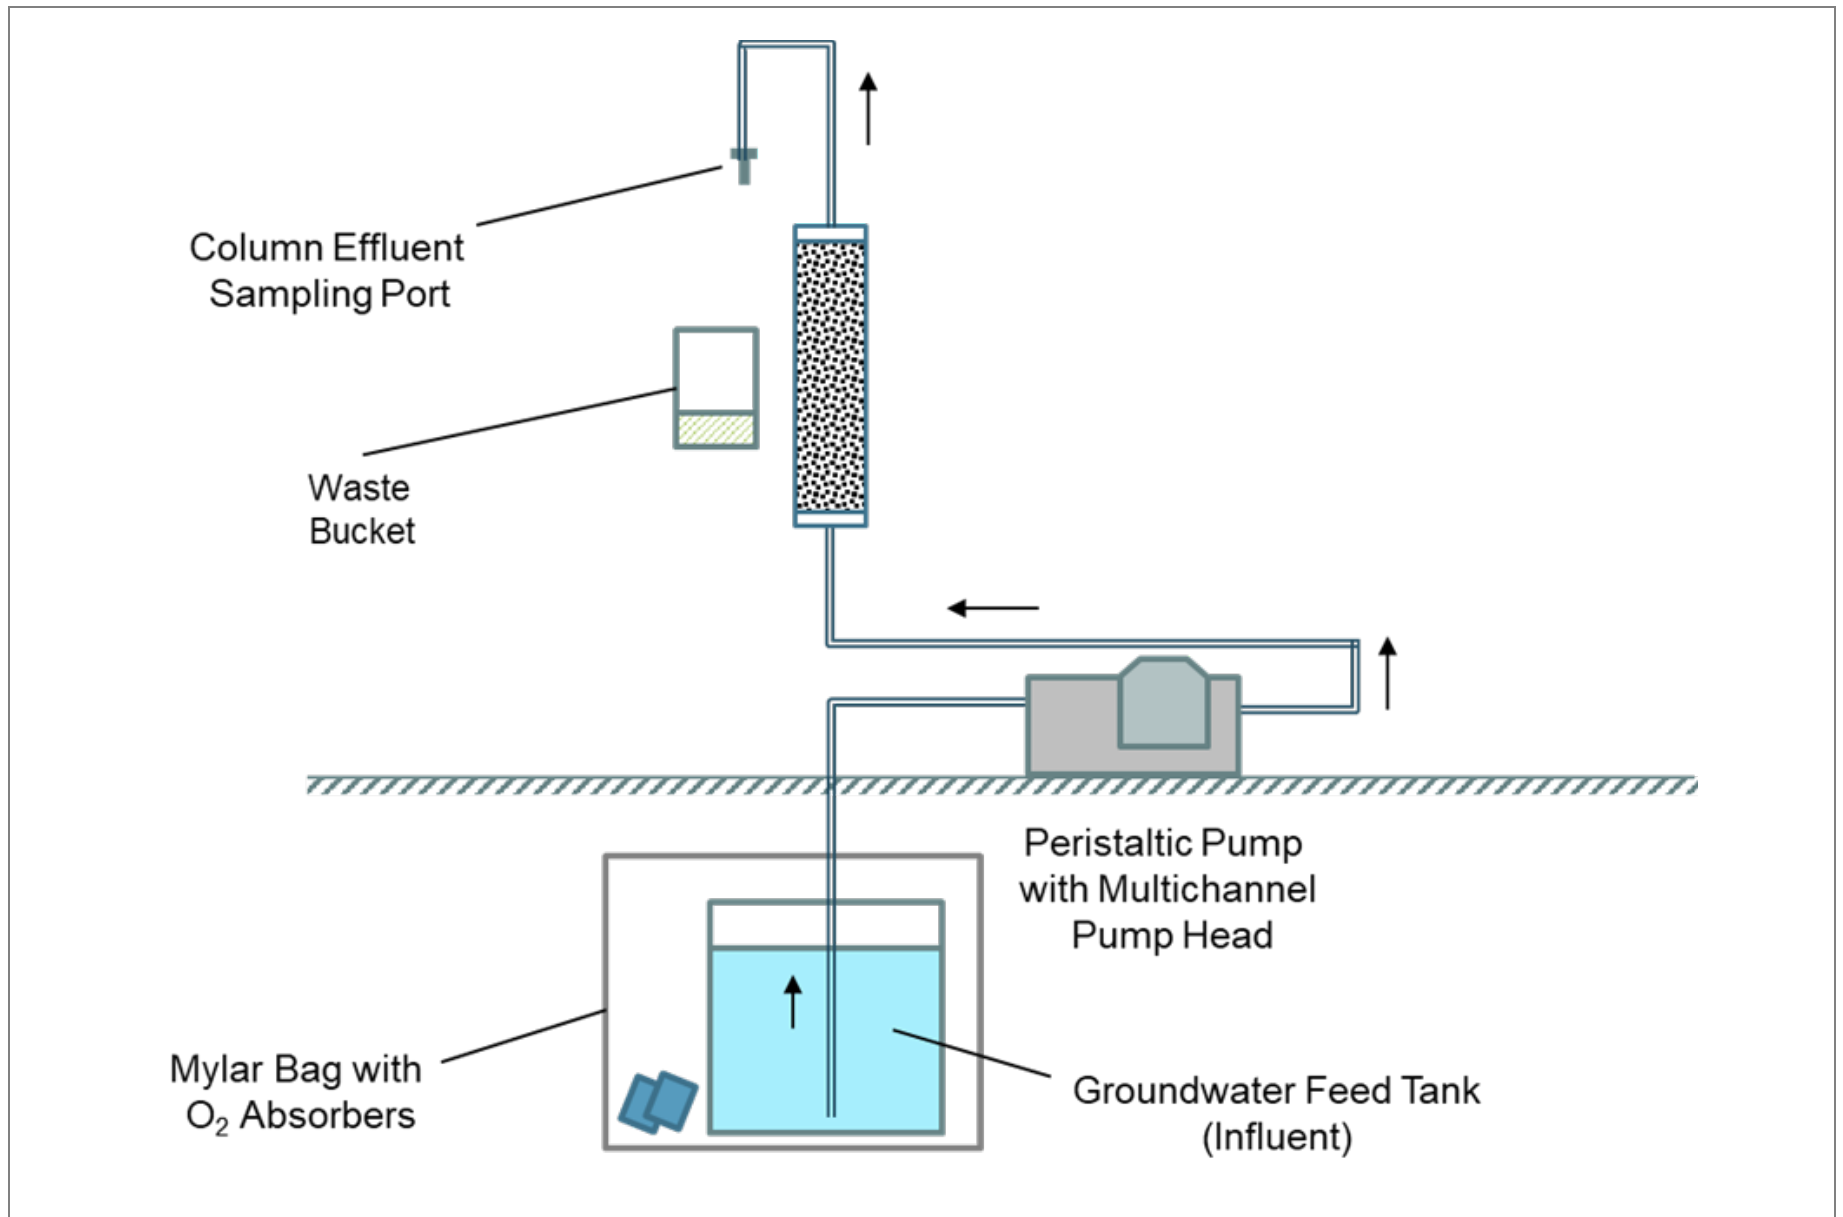 Column Effluent
Sampling Port
Waste
Bucket
Peristaltic Pump
with Multichannel
Pump Head
Mylar Bag with
O₂ Absorbers
Groundwater Feed Tank
(Influent)